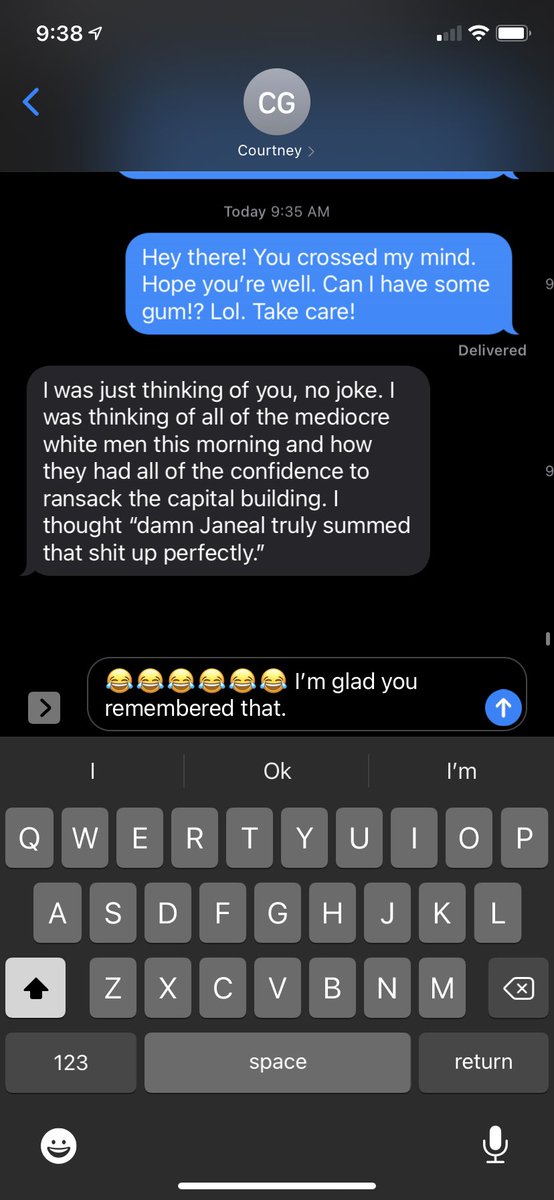 9:38
CG
Courtney >
Today 9:35 AM
Hey there! You crossed my mind.
Hope you’re well. Can I have some
gum!? Lol. Take care!
9
Delivered
I was just thinking of you, no joke. I
was thinking of all of the mediocre
white men this morning and how
they had all of the confidence to
9
ransack the capital building. I
thought “damn Janeal truly summed
that shit up perfectly.”
😂😂😂😂😂😂 I’m glad you
remembered that.
I Ok I’m
Q W E R T Y U I O P
A S D F G H J K L
Z X C V B N M
123 space return